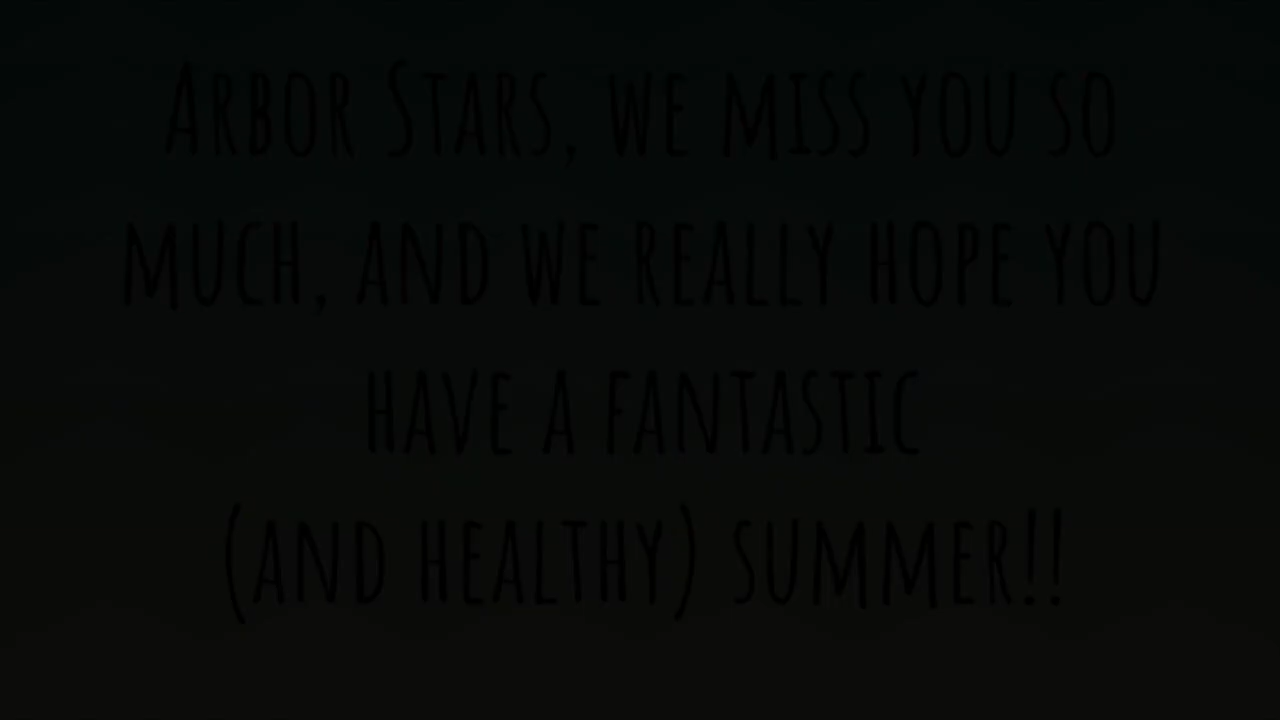 Arbor Stars, we miss you so
much, and we really hope you
have a fantastic
(and healthy) summer!!